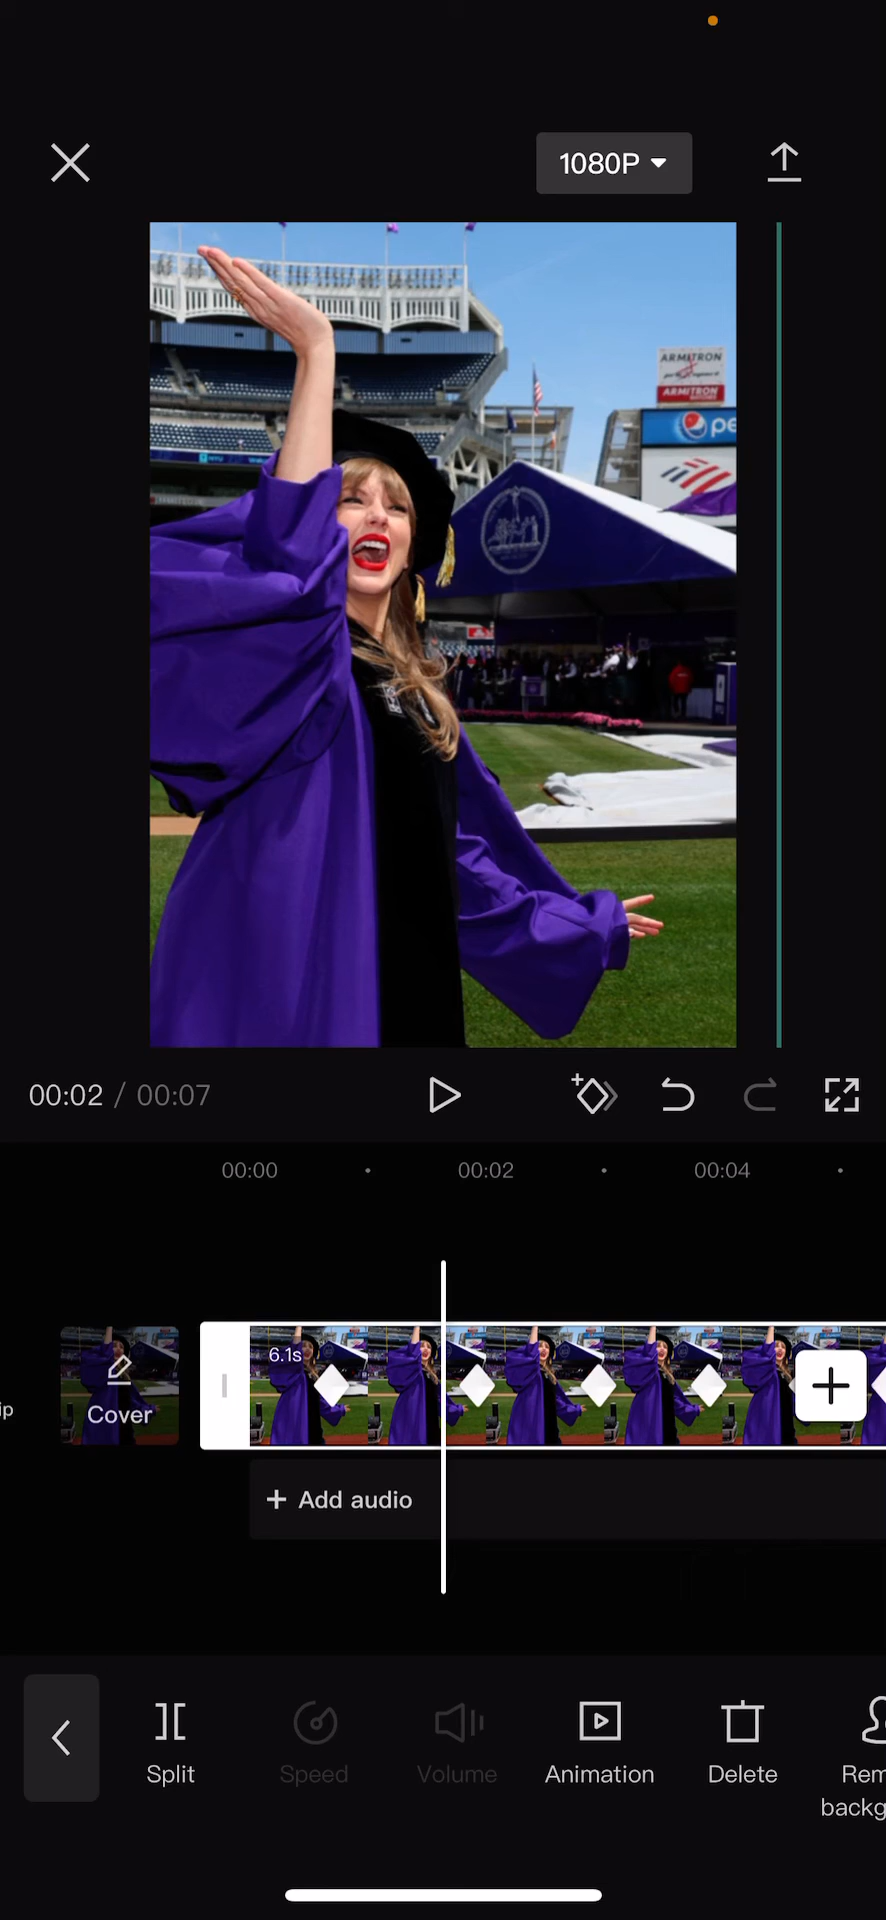 1080P
ARMITRON
ARMITRON
pe
00:02 / 00:07
00:00
00:02
00:04
6.1s
ip
Cover
+ Add audio
Split
Speed
Volume
Animation
Delete
Rem
backg